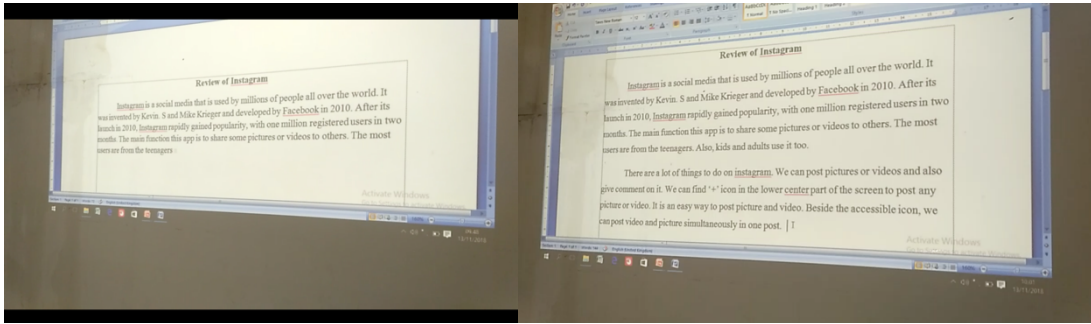 Review of Instagram
Instagram is a social media that is used by millions of people all over the world. It
was invented by Kevin. S and Mike Krieger and developed by Facebook in 2010. After its
launch in 2010, Instagram rapidly gained popularity, with one million registered users in two
months. The main function this app is to share some pictures or videos to others. The most
users are from the teenagers
Activate Windows
Review of Instagram
Instagram is a social media that is used by millions of people all over the world. It
was invented by Kevin. S and Mike Krieger and developed by Facebook in 2010. After its
launch in 2010, Instagram rapidly gained popularity, with one million registered users in two
months. The main function this app is to share some pictures or videos to others. The most
users are from the teenagers. Also, kids and adults use it too.
There are a lot of things to do on instagram. We can post pictures or videos and also
give comment on it. We can find '+' icon in the lower center part of the screen to post any
picture or video. It is an easy way to post picture and video. Beside the accessible icon, we
can post video and picture simultaneously in one post.
Activate Windows